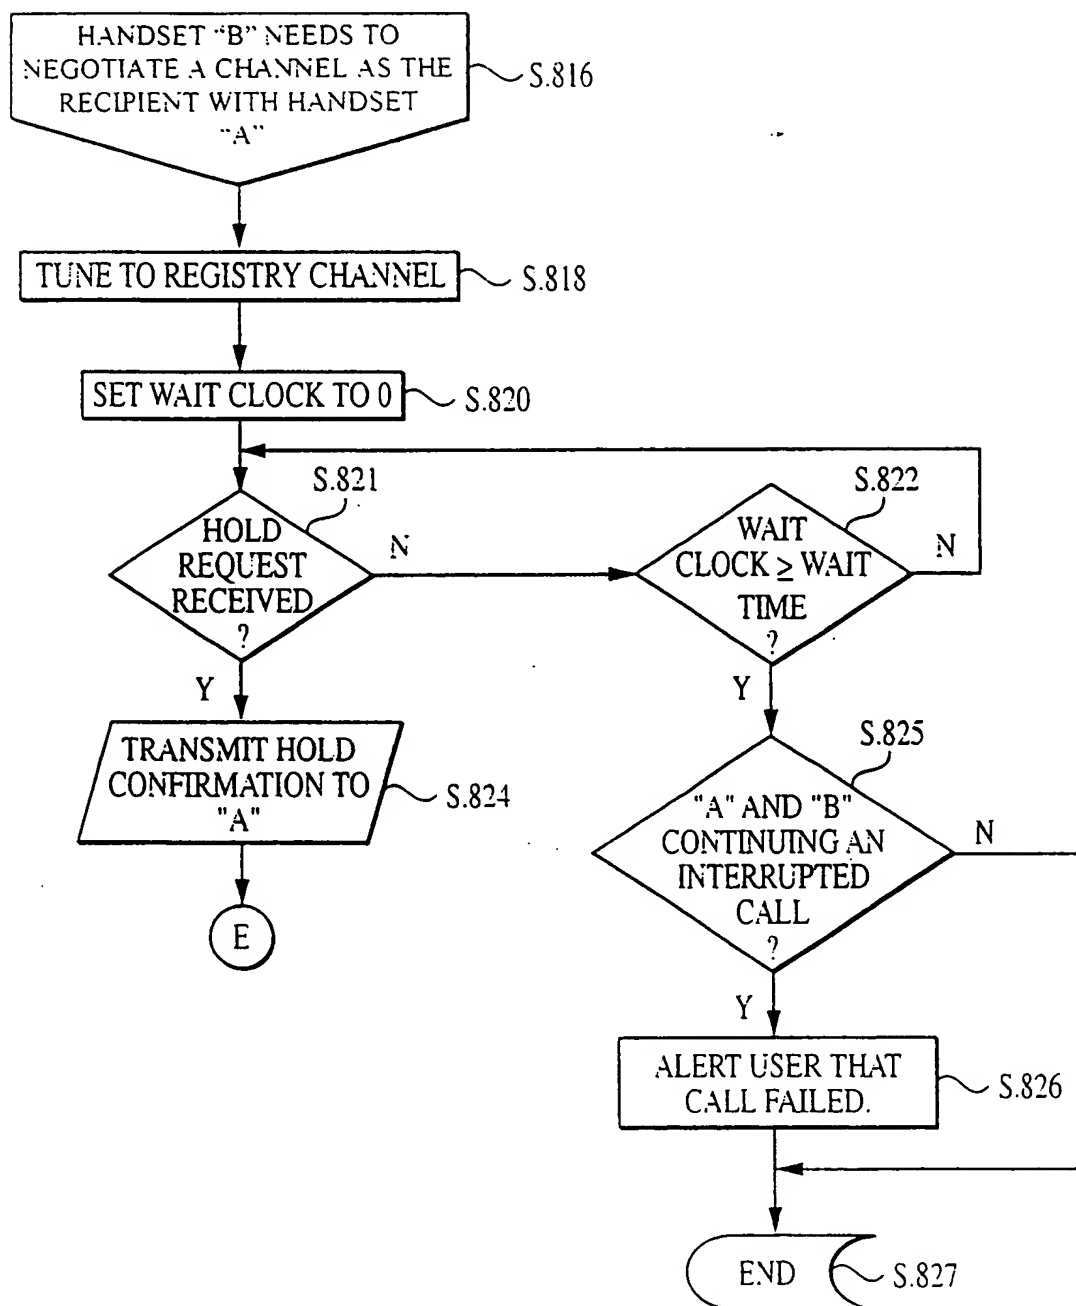 HANDSET "B" NEEDS TO
NEGOTIATE A CHANNEL AS THE
RECIPIENT WITH HANDSET
"A"
S.816
TUNE TO REGISTRY CHANNEL
S.818
SET WAIT CLOCK TO 0
S.820
S.821
HOLD
REQUEST
RECEIVED
?
N
Y
S.822
WAIT
CLOCK ≥ WAIT
TIME
?
N
Y
TRANSMIT HOLD
CONFIRMATION TO
"A"
S.824
E
S.825
"A" AND "B"
CONTINUING AN
INTERRUPTED
CALL
?
N
Y
ALERT USER THAT
CALL FAILED.
S.826
END
S.827